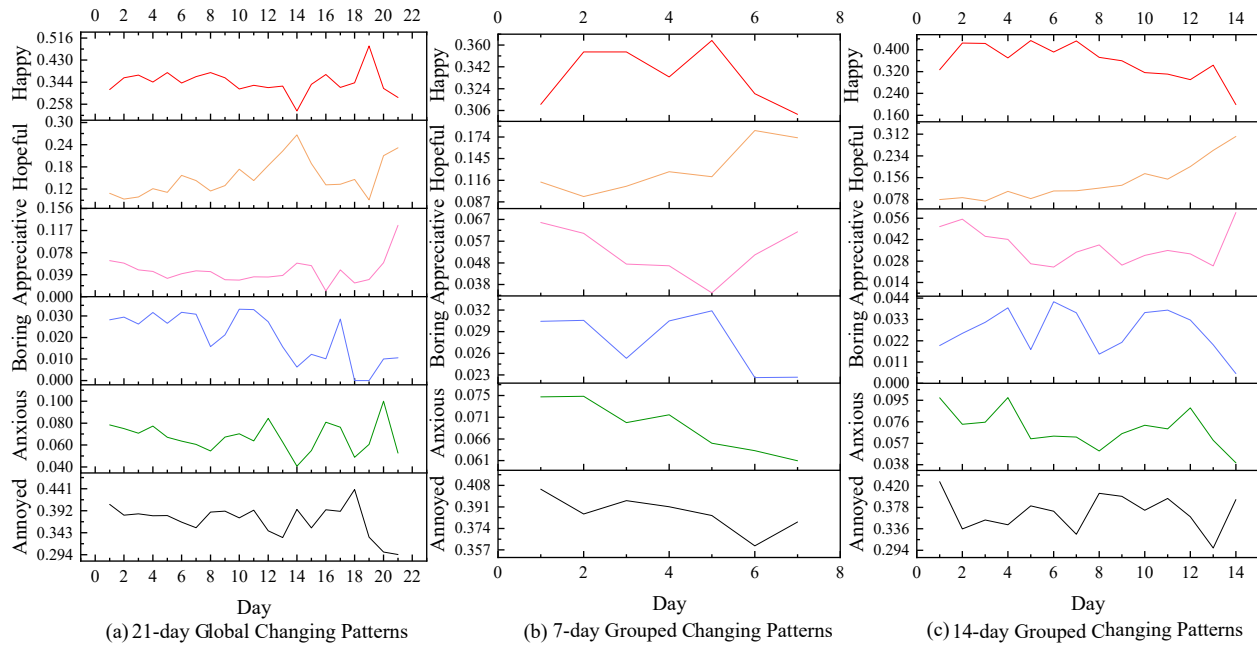 0 2 4 6 8 10 12 14 16 18 20 22
0 2 4 6 8
0 2 4 6 8 10 12 14
Happy
0.516
0.430
0.344
0.258
Hopeful
0.30
0.24
0.18
0.12
Appreciative
0.156
0.117
0.078
0.039
0.000
Boring
0.030
0.020
0.010
0.000
Anxious
0.100
0.080
0.060
0.040
Annoyed
0.441
0.392
0.343
0.294
0 2 4 6 8 10 12 14 16 18 20 22
Day
(a) 21-day Global Changing Patterns
Happy
0.360
0.342
0.324
0.306
Hopeful
0.174
0.145
0.116
0.087
Appreciative
0.067
0.057
0.048
0.038
Boring
0.032
0.029
0.026
0.023
Anxious
0.075
0.071
0.066
0.061
Annoyed
0.408
0.391
0.374
0.357
0 2 4 6 8
Day
(b) 7-day Grouped Changing Patterns
Happy
0.400
0.320
0.240
0.160
Hopeful
0.312
0.234
0.156
0.078
Appreciative
0.056
0.042
0.028
0.014
Boring
0.044
0.033
0.022
0.011
0.000
Anxious
0.095
0.076
0.057
0.038
Annoyed
0.420
0.378
0.336
0.294
0 2 4 6 8 10 12 14
Day
(c) 14-day Grouped Changing Patterns